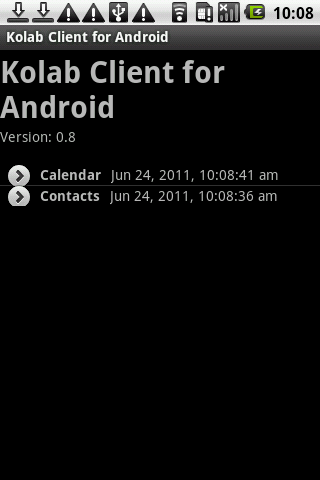 10:08
Kolab Client for Android
Kolab Client for
Android
Version: 0.8
Calendar Jun 24, 2011, 10:08:41 am
Contacts Jun 24, 2011, 10:08:36 am